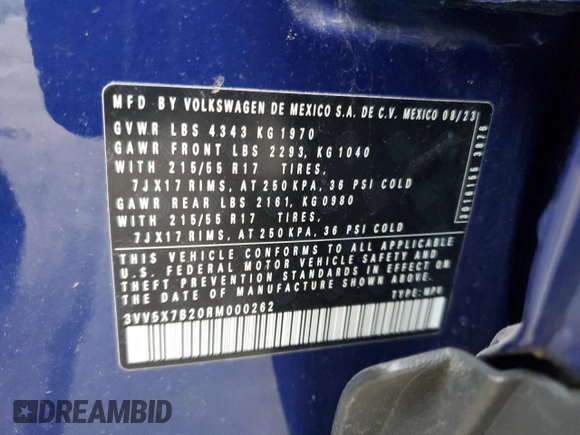 MFD BY VOLKSWAGEN DE MEXICO S.A. DE C.V. MEXICO 08/23
GVWR LBS 4343 KG 1970
GAWR FRONT LBS 2293, KG 1040
WITH 215/55 R17 TIRES,
7JX17 RIMS, AT 250 KPA, 36 PSI COLD
GAWR REAR LBS 2161, KG 0980
WITH 215/55 R17 TIRES,
7JX17 RIMS, AT 250 KPA, 36 PSI COLD
THIS VEHICLE CONFORMS TO ALL APPLICABLE
U.S. FEDERAL MOTOR VEHICLE SAFETY AND
THEFT PREVENTION STANDARDS IN EFFECT ON
THE DATE OF MANUFACTURE SHOWN ABOVE.
3VV5X7B20RM000262 TYPE: MPV
3016155 3878
DREAMBID